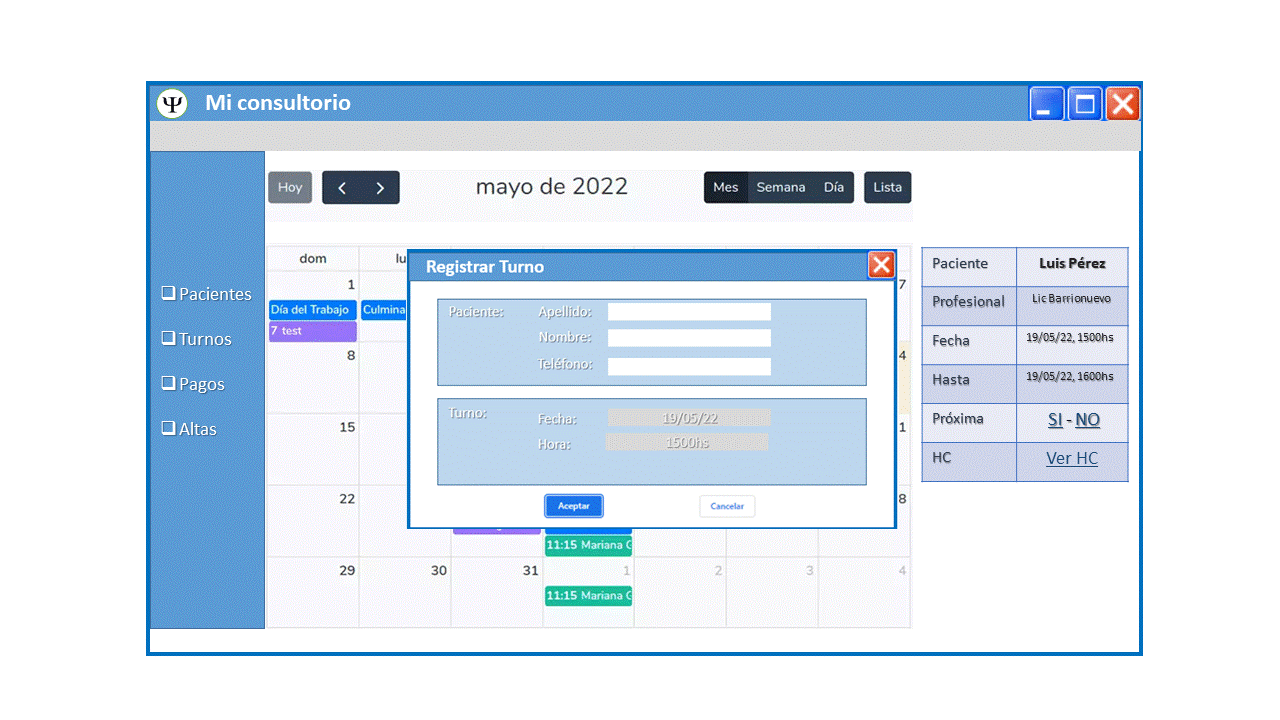 Ψ Mi consultorio
Hoy
mayo de 2022
Mes Semana Día Lista
dom
lu
1
Día del Trabajo
Culmina
7 test
7
8
4
15
1
22
8
11:15 Mariana G
29 30 31 1 2 3 4
11:15 Mariana G
Pacientes
Turnos
Pagos
Altas
Registrar Turno
Paciente: Apellido:
Nombre:
Teléfono:
Turno: Fecha: 19/05/22
Hora: 1500hs
Aceptar Cancelar
Paciente Luis Pérez
Profesional Lic Barrionuevo
Fecha 19/05/22, 1500hs
Hasta 19/05/22, 1600hs
Próxima SI - NO
HC Ver HC